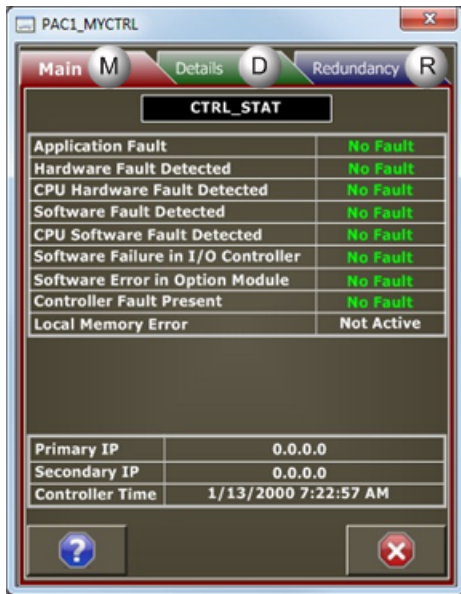 PAC1_MYCTRL
Main M Details D Redundancy R
CTRL_STAT
Application Fault No Fault
Hardware Fault Detected No Fault
CPU Hardware Fault Detected No Fault
Software Fault Detected No Fault
CPU Software Fault Detected No Fault
Software Failure in I/O Controller No Fault
Software Error in Option Module No Fault
Controller Fault Present No Fault
Local Memory Error Not Active
Primary IP 0.0.0.0
Secondary IP 0.0.0.0
Controller Time 1/13/2000 7:22:57 AM
?